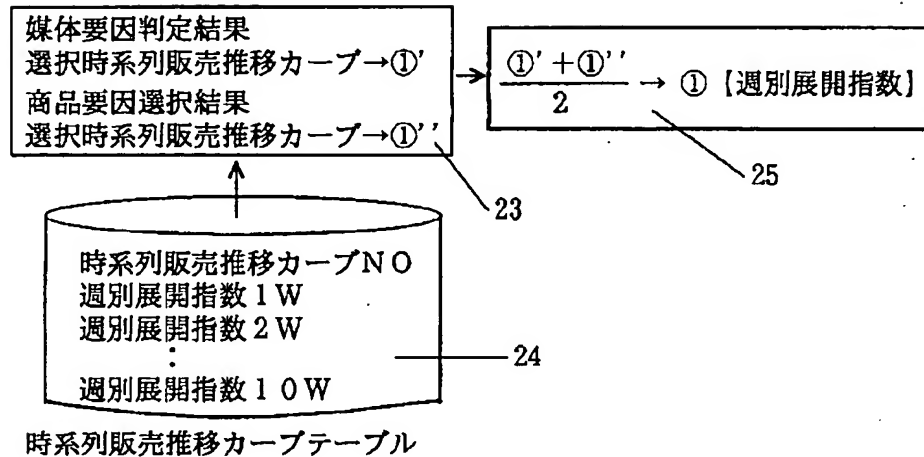 媒体要因判定結果
選択時系列販売推移カーブ→①'
商品要因選択結果
選択時系列販売推移カーブ→①''
①'+①''
2
→ ①【週別展開指数】
25
23
時系列販売推移カーブNO
週別展開指数1W
週別展開指数2W
:
週別展開指数10W
24
時系列販売推移カーブテーブル